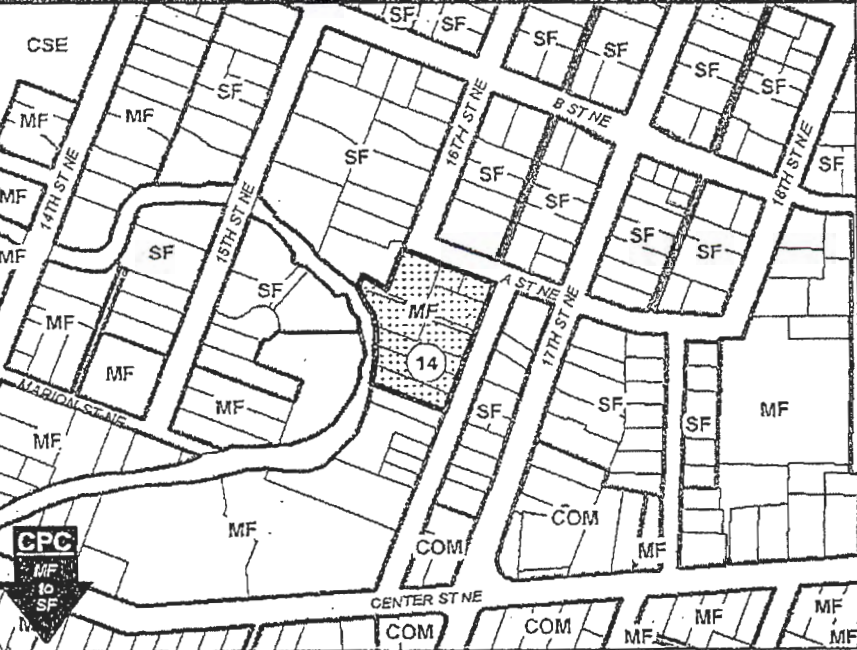 SF
SF
CSE
SF
SF
SF
SF
SF
MF
MF
B ST NE
16TH ST NE
SF
SF
SF
18TH ST NE
14TH ST NE
MF
SF
15TH ST NE
SF
SF
MF
SF
SF
A ST NE
MF
17TH ST NE
MF
14
MF
MF
SF
SF
SF
MF
MARION ST NE
MF
MF
COM
COM
MF
CPC
MF
to
SF
CENTER ST NE
COM
COM
MF
MF
MF
MF